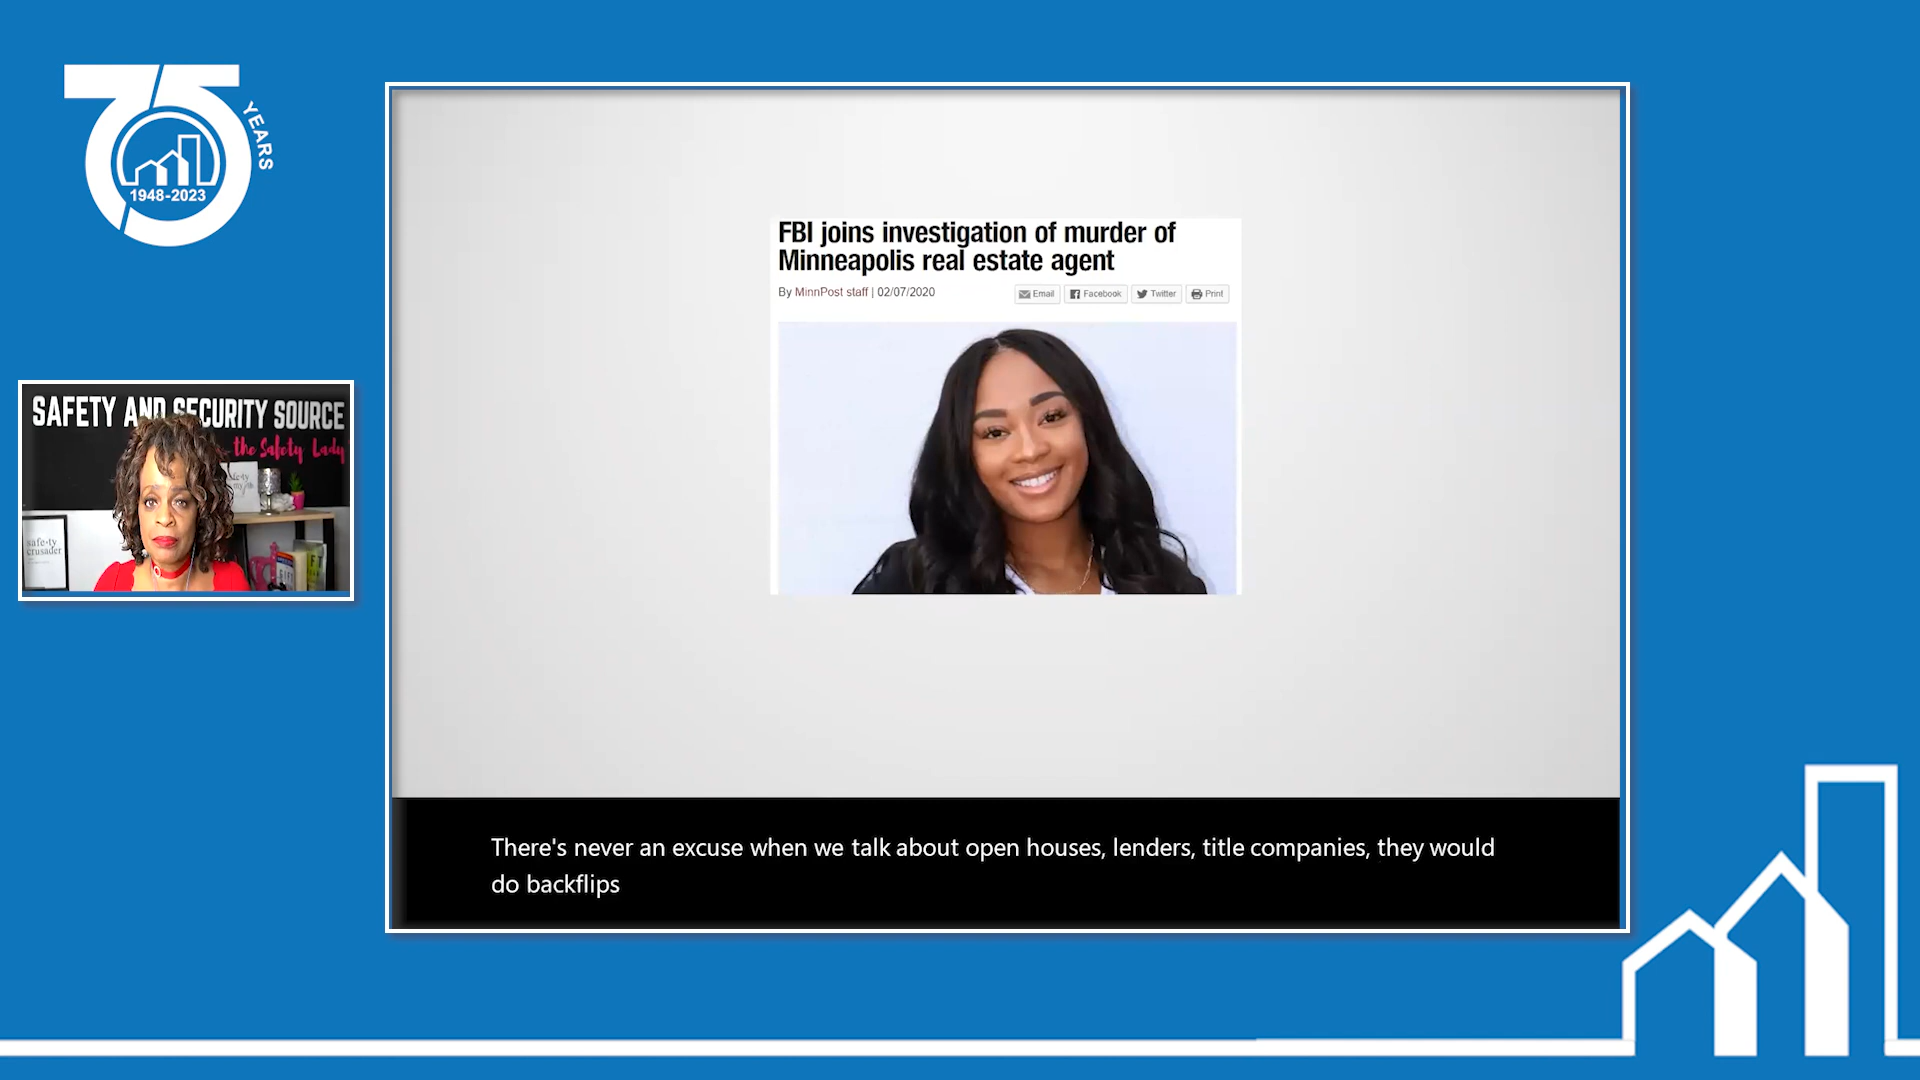 75
YEARS
1948-2023
FBI joins investigation of murder of
Minneapolis real estate agent
By MinnPost staff | 02/07/2020
Email
Facebook
Twitter
Print
SAFETY AND SECURITY SOURCE
the Safety Lady
safe•ty
crusader
There's never an excuse when we talk about open houses, lenders, title companies, they would
do backflips